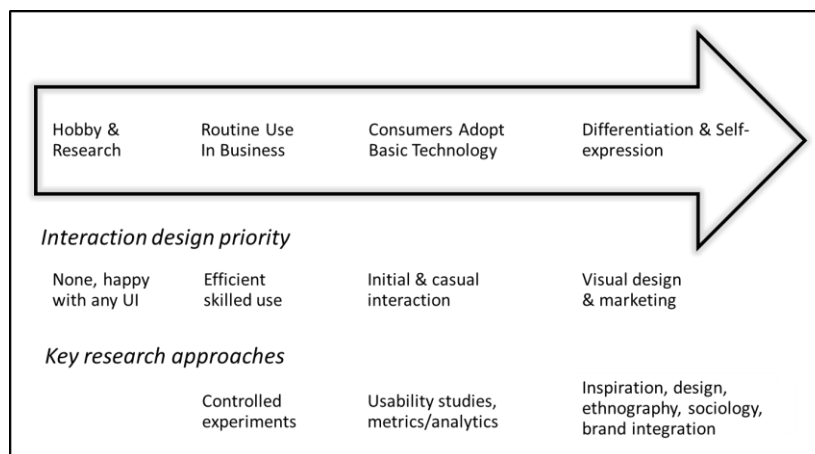 Hobby &
Research
Routine Use
In Business
Consumers Adopt
Basic Technology
Differentiation & Self-
expression
Interaction design priority
None, happy
with any UI
Efficient
skilled use
Initial & casual
interaction
Visual design
& marketing
Key research approaches
Controlled
experiments
Usability studies,
metrics/analytics
Inspiration, design,
ethnography, sociology,
brand integration